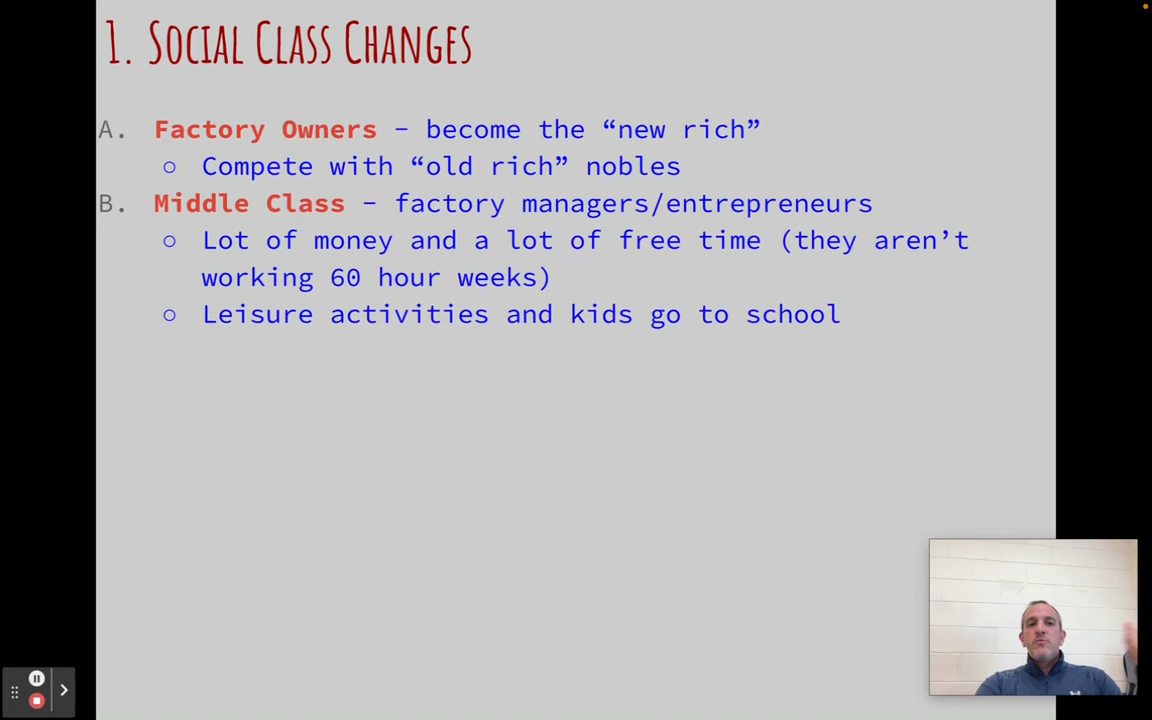 1. Social Class Changes
A. Factory Owners – become the “new rich”
○ Compete with “old rich” nobles
B. Middle Class – factory managers/entrepreneurs
○ Lot of money and a lot of free time (they aren’t
working 60 hour weeks)
○ Leisure activities and kids go to school